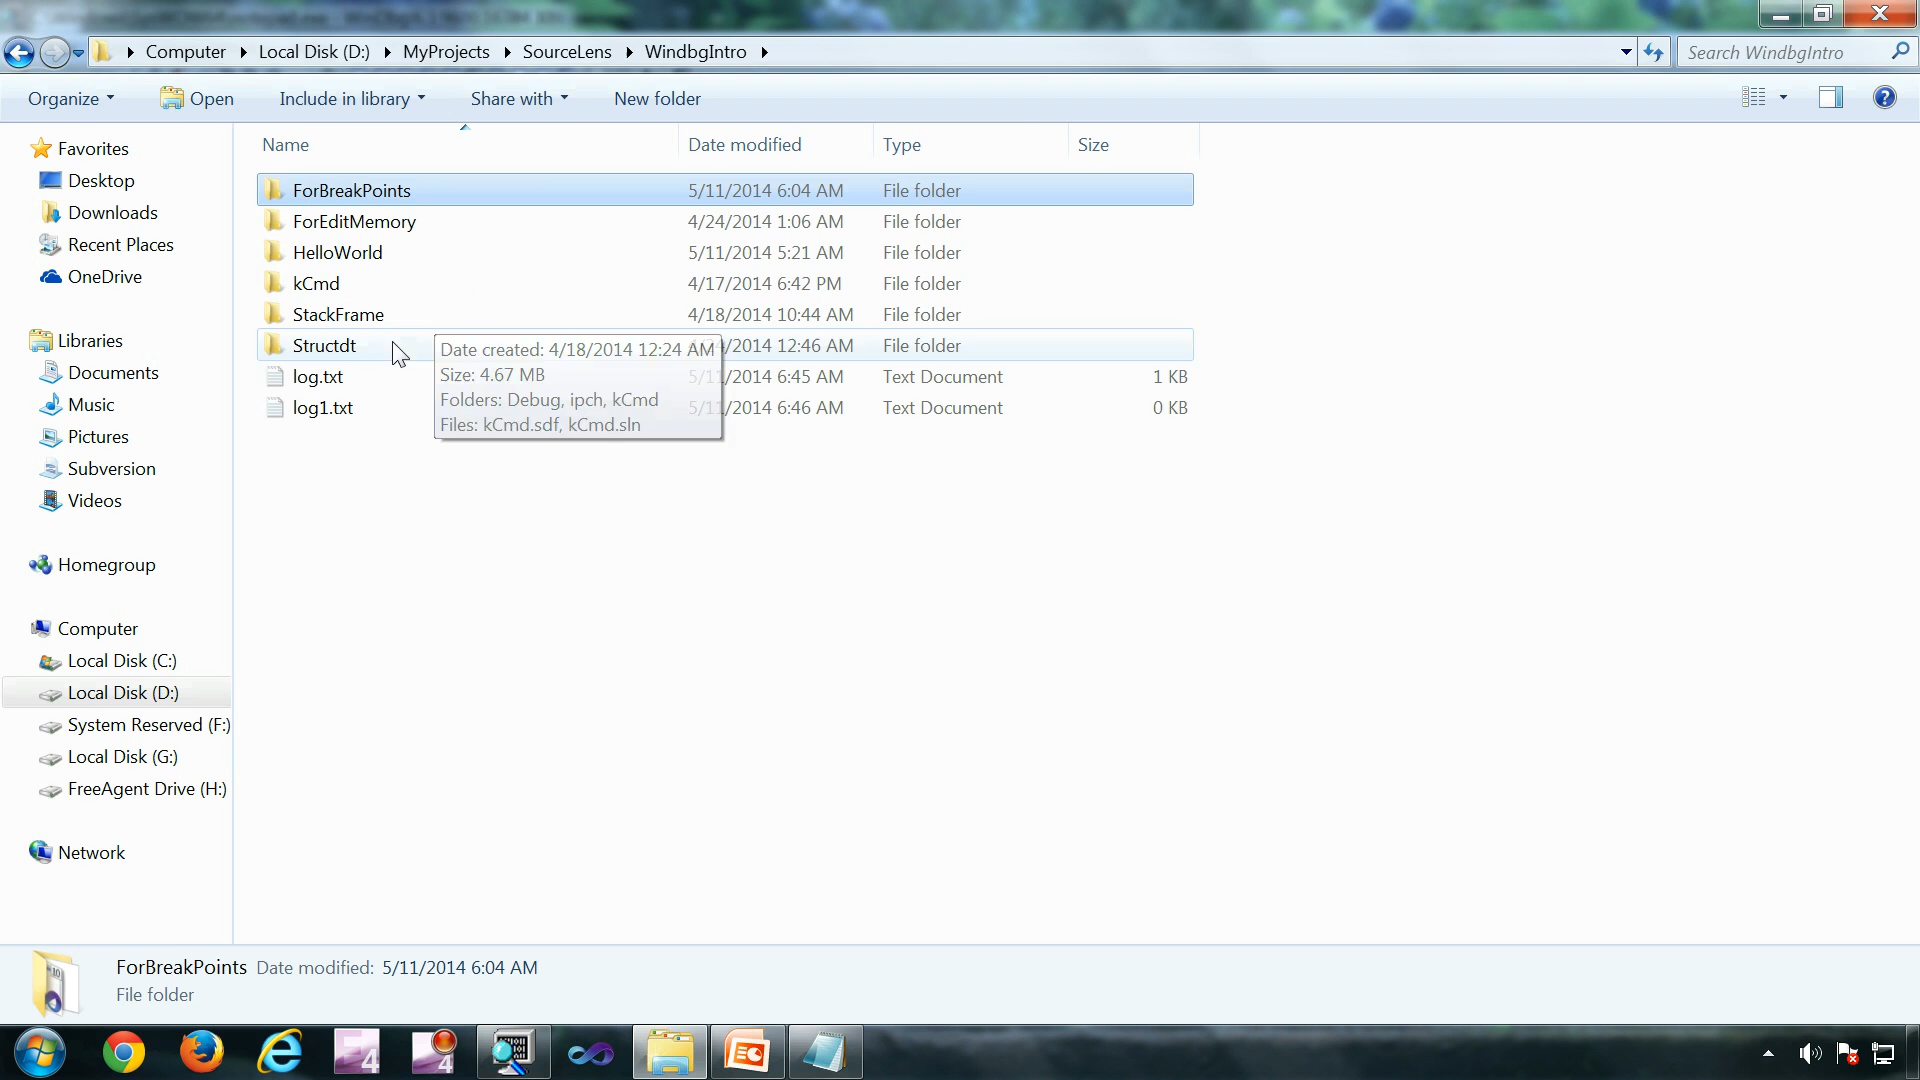 Computer Local Disk (D:) MyProjects SourceLens WindbgIntro Search WindbgIntro
Organize Open Include in library Share with New folder
Name Date modified Type Size
Favorites
Desktop
Downloads
Recent Places
OneDrive
Libraries
Documents
Music
Pictures
Subversion
Videos
Homegroup
Computer
Local Disk (C:)
Local Disk (D:)
System Reserved (F:)
Local Disk (G:)
FreeAgent Drive (H:)
Network
ForBreakPoints 5/11/2014 6:04 AM File folder
ForEditMemory 4/24/2014 1:06 AM File folder
HelloWorld 5/11/2014 5:21 AM File folder
kCmd 4/17/2014 6:42 PM File folder
StackFrame 4/18/2014 10:44 AM File folder
Structdt /2014 12:46 AM File folder
log.txt 5/11/2014 6:45 AM Text Document 1 KB
log1.txt 5/11/2014 6:46 AM Text Document 0 KB
Date created: 4/18/2014 12:24 AM
Size: 4.67 MB
Folders: Debug, ipch, kCmd
Files: kCmd.sdf, kCmd.sln
ForBreakPoints Date modified: 5/11/2014 6:04 AM
File folder